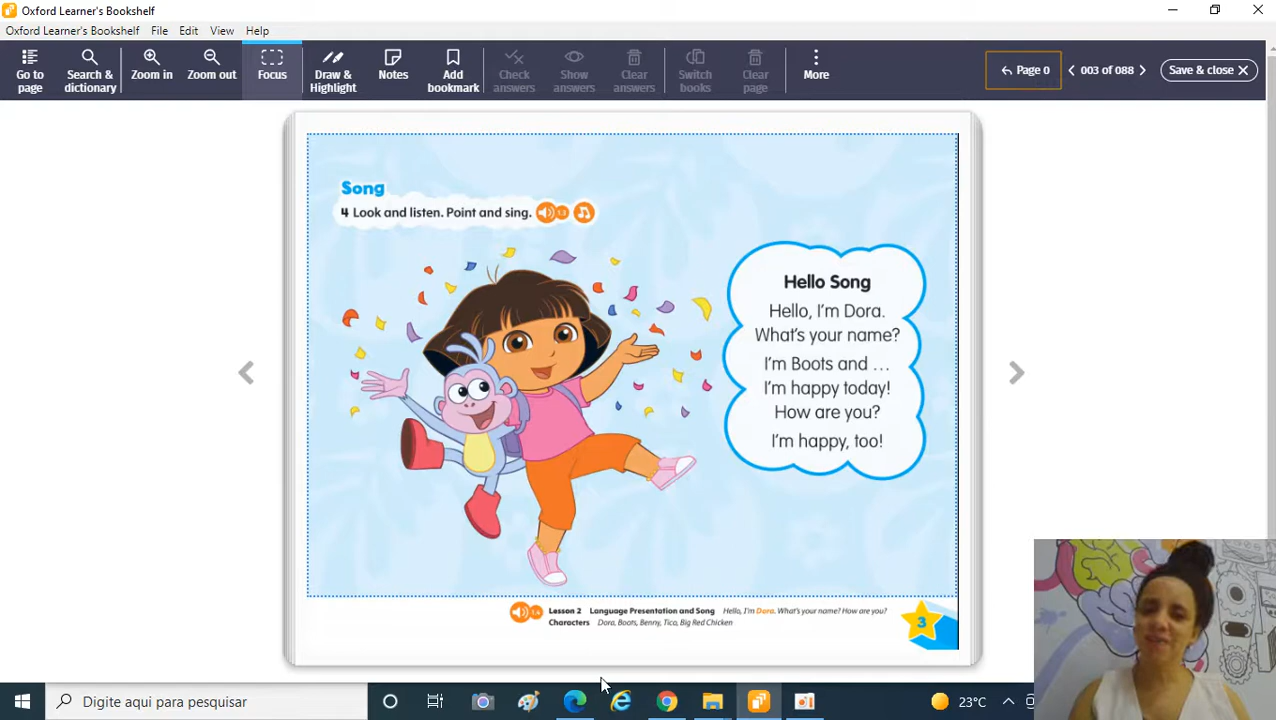 Oxford Learner's Bookshelf
Oxford Learner's Bookshelf File Edit View Help
Go to page
Search & dictionary
Zoom in
Zoom out
Focus
Draw & Highlight
Notes
Add bookmark
Check answers
Show answers
Clear answers
Switch books
Clear page
More
Page 0
003 of 088
Save & close
Song
4 Look and listen. Point and sing. 1.3
Hello Song
Hello, I'm Dora.
What's your name?
I'm Boots and ...
I'm happy today!
How are you?
I'm happy, too!
1.4 Lesson 2 Language Presentation and Song Hello, I'm Dora. What's your name? How are you?
Characters Dora, Boots, Benny, Tico, Big Red Chicken
3
Digite aqui para pesquisar
23°C